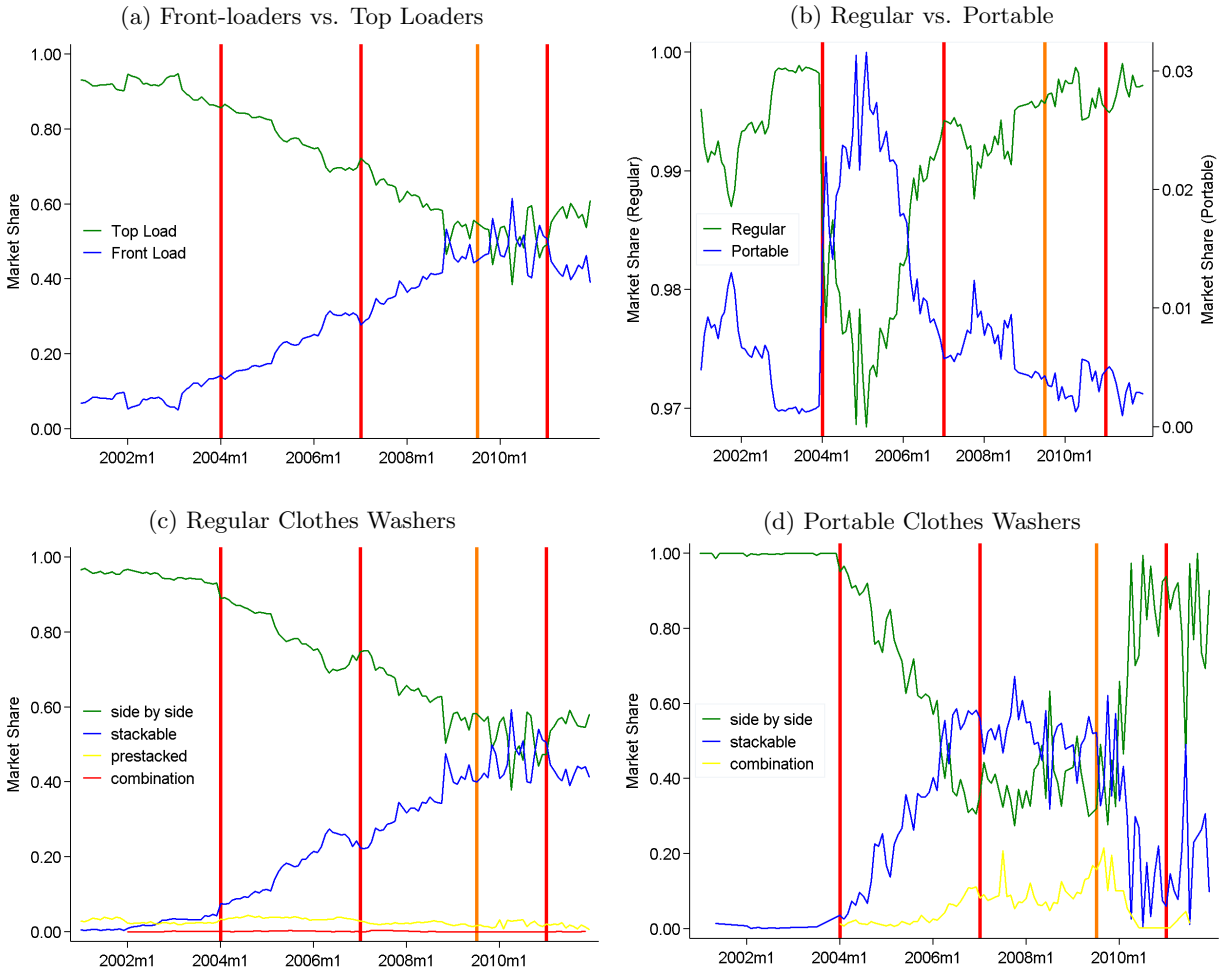 (a) Front-loaders vs. Top Loaders
1.00
0.80
0.60
0.40
0.20
0.00
Market Share
Top Load
Front Load
2002m1 2004m1 2006m1 2008m1 2010m1
(b) Regular vs. Portable
1.00
0.99
0.98
0.97
Market Share (Regular)
Regular
Portable
0.03
0.02
0.01
0.00
Market Share (Portable)
2002m1 2004m1 2006m1 2008m1 2010m1
(c) Regular Clothes Washers
1.00
0.80
0.60
0.40
0.20
0.00
Market Share
side by side
stackable
prestacked
combination
2002m1 2004m1 2006m1 2008m1 2010m1
(d) Portable Clothes Washers
1.00
0.80
0.60
0.40
0.20
0.00
Market Share
side by side
stackable
combination
2002m1 2004m1 2006m1 2008m1 2010m1